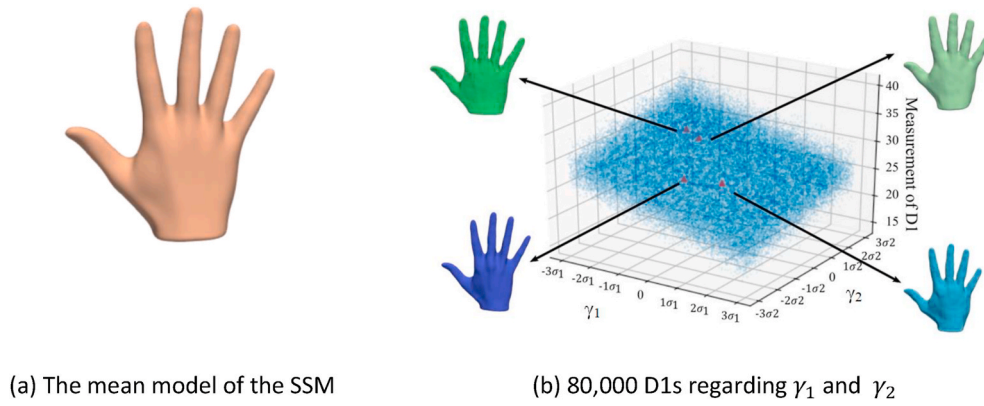 40
35
30
25
20
15
Measurement of D1
-3σ1 -2σ1 -1σ1 0 1σ1 2σ1 3σ1
γ1
-3σ2 -2σ2 -1σ2 0 1σ2 2σ2 3σ2
γ2
(a) The mean model of the SSM
(b) 80,000 D1s regarding γ1 and γ2